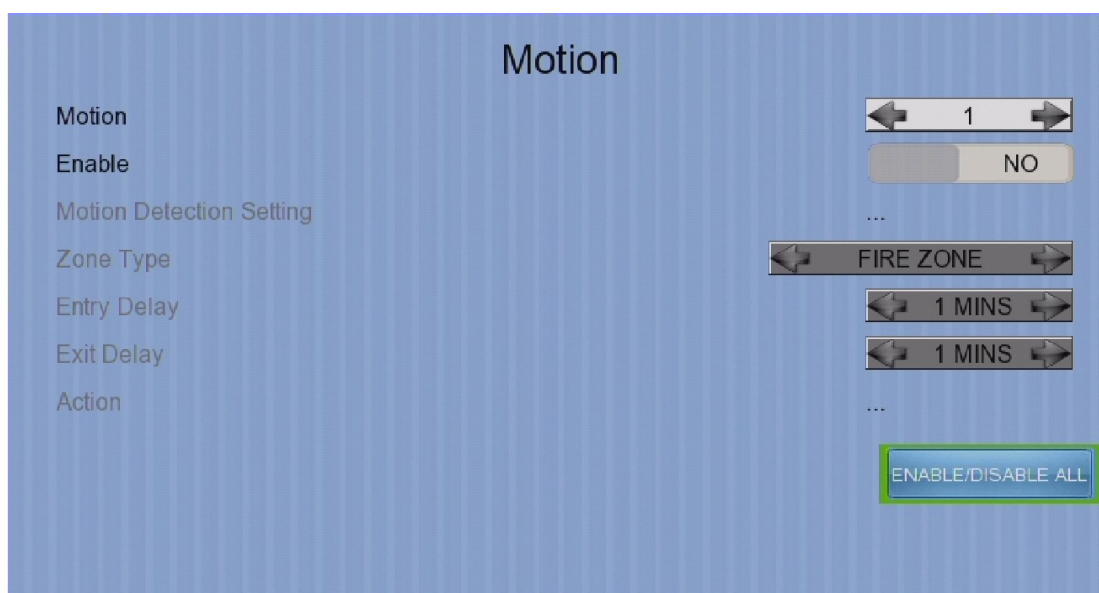 Motion
Motion 1
Enable NO
Motion Detection Setting ...
Zone Type FIRE ZONE
Entry Delay 1 MINS
Exit Delay 1 MINS
Action ...
ENABLE/DISABLE ALL